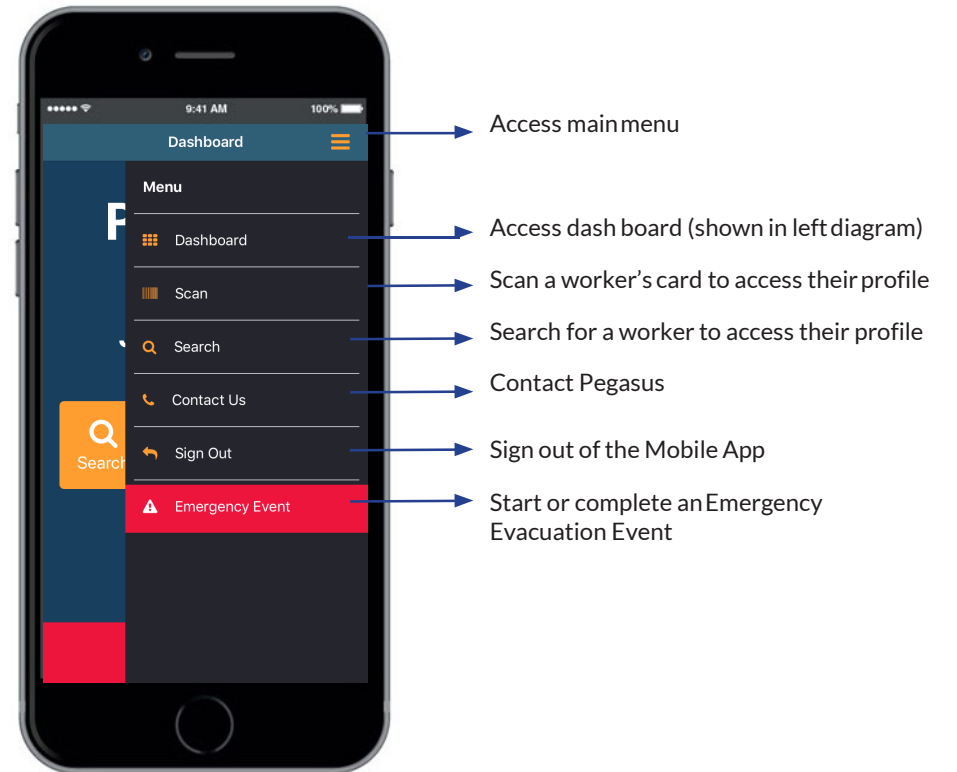 9:41 AM
100%
Dashboard
Access main menu
Menu
P
Dashboard
Access dash board (shown in left diagram)
Scan
Scan a worker's card to access their profile
Search
Search for a worker to access their profile
Contact Us
Contact Pegasus
Search
Sign Out
Sign out of the Mobile App
Emergency Event
Start or complete an Emergency
Evacuation Event